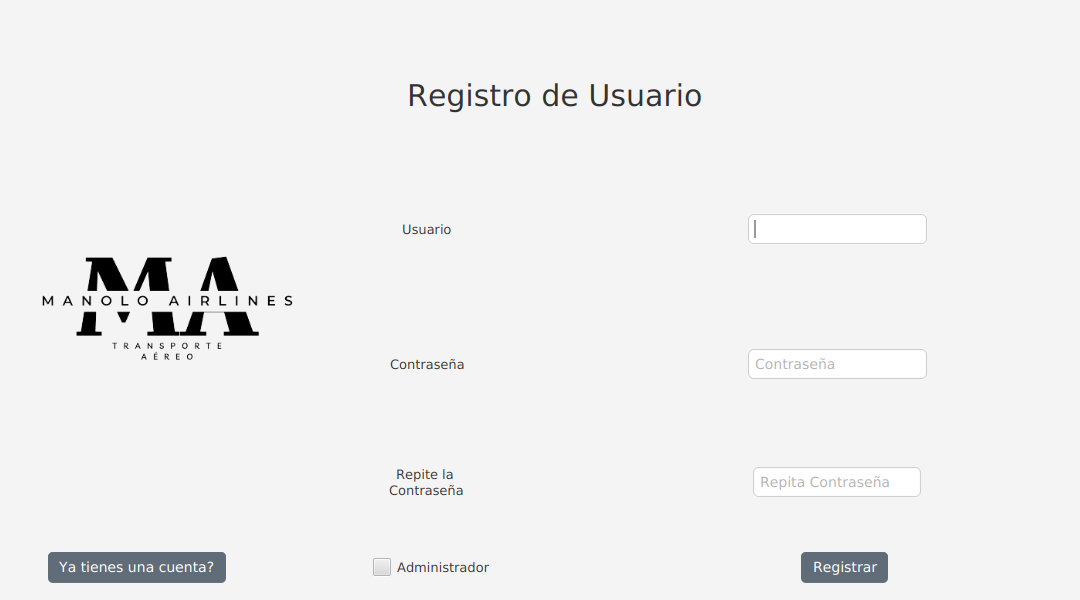 Registro de Usuario
Usuario
MA
MANOLO AIRLINES
TRANSPORTE
AÉREO
Contraseña
Contraseña
Repite la
Contraseña
Repita Contraseña
Ya tienes una cuenta?
Administrador
Registrar